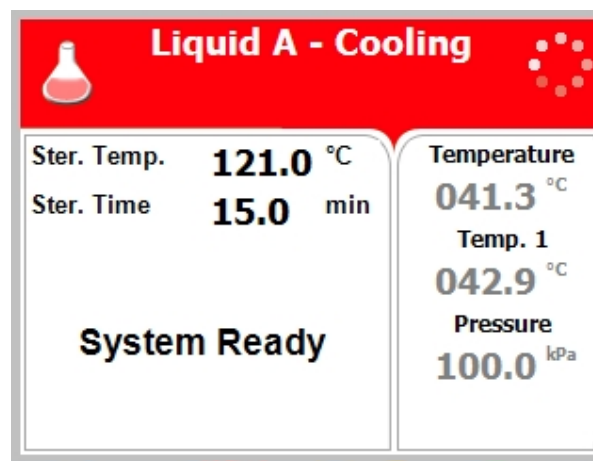 Liquid A - Cooling
Ster. Temp. 121.0 °C
Ster. Time 15.0 min
System Ready
Temperature
041.3 °C
Temp. 1
042.9 °C
Pressure
100.0 kPa